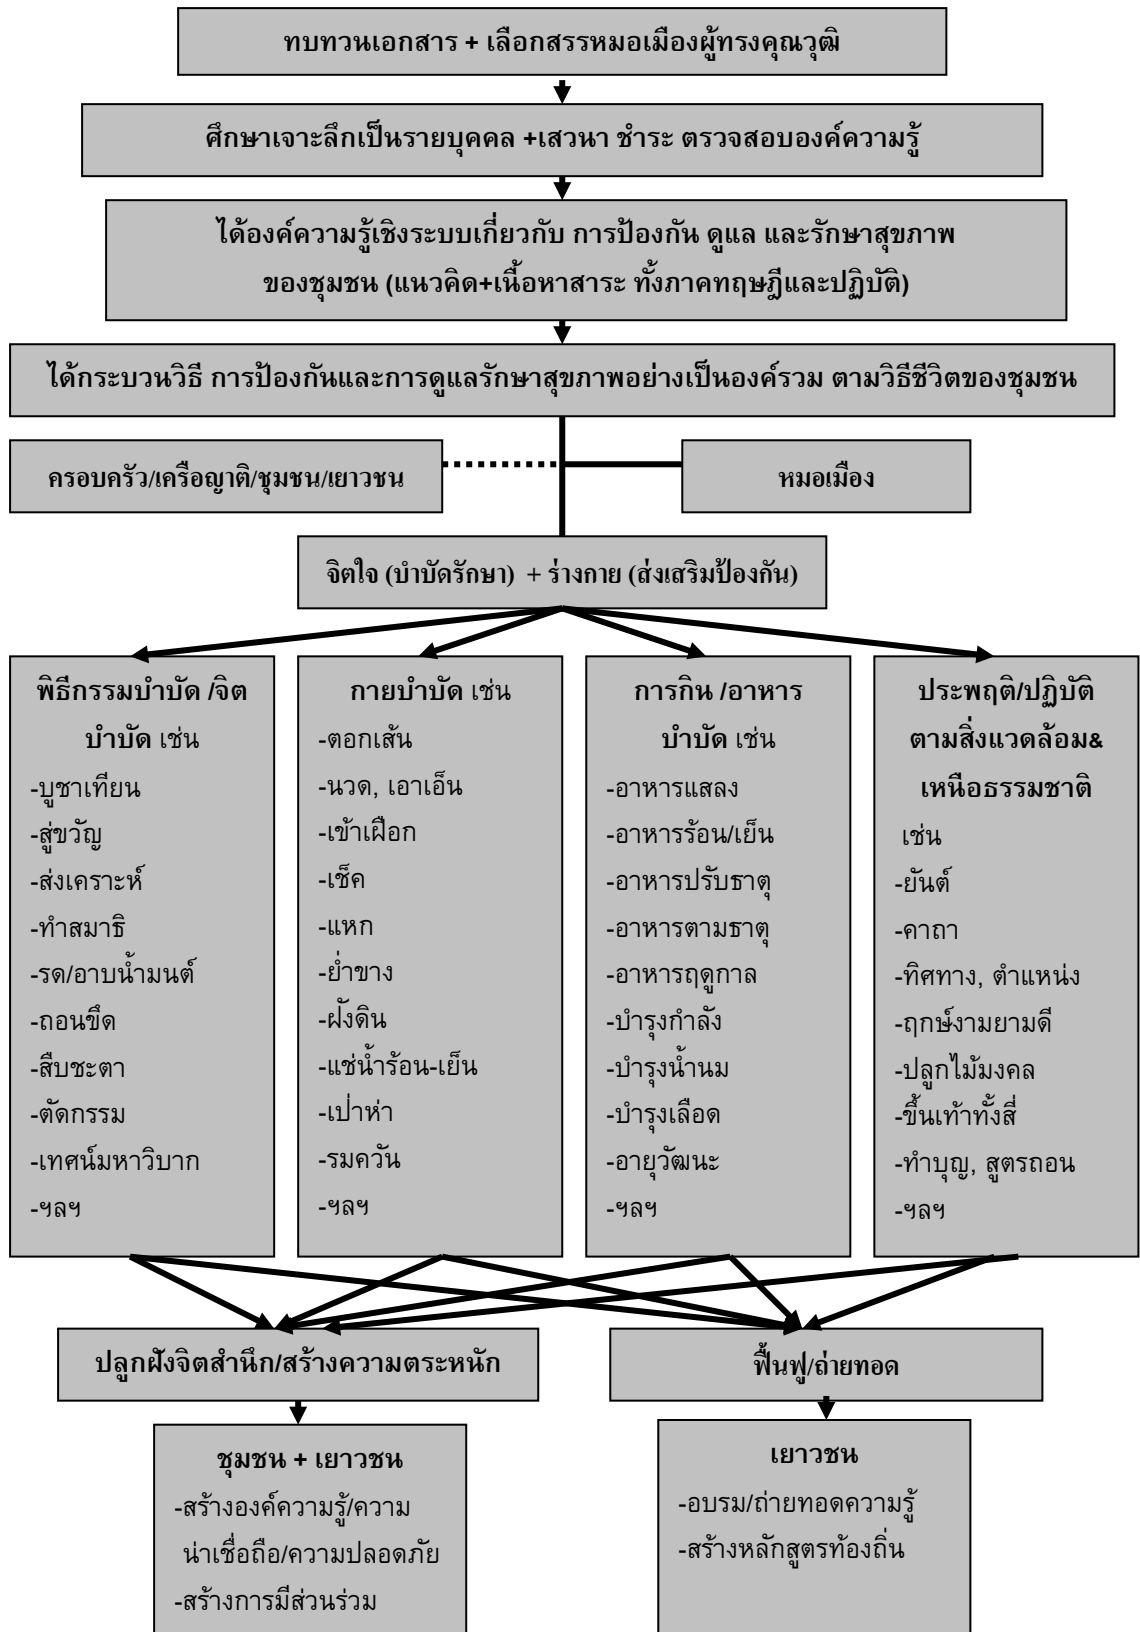 ทบทวนเอกสาร + เลือกสรรหมอเมืองผู้ทรงคุณวุฒิ
ศึกษาเจาะลึกเป็นรายบุคคล +เสวนา ชำระ ตรวจสอบองค์ความรู้
ได้องค์ความรู้เชิงระบบเกี่ยวกับ การป้องกัน ดูแล และรักษาสุขภาพ
ของชุมชน (แนวคิด+เนื้อหาสาระ ทั้งภาคทฤษฎีและปฏิบัติ)
ได้กระบวนวิธี การป้องกันและการดูแลรักษาสุขภาพอย่างเป็นองค์รวม ตามวิธีชีวิตของชุมชน
ครอบครัว/เครือญาติ/ชุมชน/เยาวชน
หมอเมือง
จิตใจ (บำบัดรักษา) + ร่างกาย (ส่งเสริมป้องกัน)
พิธีกรรมบำบัด /จิต
บำบัด เช่น
-บูชาเทียน
-สู่ขวัญ
-ส่งเคราะห์
-ทำสมาธิ
-รด/อาบน้ำมนต์
-ถอนขึด
-สืบชะตา
-ตัดกรรม
-เทศน์มหาวิบาก
-ฯลฯ
กายบำบัด เช่น
-ตอกเส้น
-นวด, เอาเอ็น
-เข้าเฝือก
-เช็ค
-แหก
-ย่ำขาง
-ฝังดิน
-แช่น้ำร้อน-เย็น
-เป่าห่า
-รมควัน
-ฯลฯ
การกิน /อาหาร
บำบัด เช่น
-อาหารแสลง
-อาหารร้อน/เย็น
-อาหารปรับธาตุ
-อาหารตามธาตุ
-อาหารฤดูกาล
-บำรุงกำลัง
-บำรุงน้ำนม
-บำรุงเลือด
-อายุวัฒนะ
-ฯลฯ
ประพฤติ/ปฏิบัติ
ตามสิ่งแวดล้อม&
เหนือธรรมชาติ
เช่น
-ยันต์
-คาถา
-ทิศทาง, ตำแหน่ง
-ฤกษ์งามยามดี
-ปลูกไม้มงคล
-ขึ้นเท้าทั้งสี่
-ทำบุญ, สูตรถอน
-ฯลฯ
ปลูกฝังจิตสำนึก/สร้างความตระหนัก
ฟื้นฟู/ถ่ายทอด
ชุมชน + เยาวชน
-สร้างองค์ความรู้/ความ
น่าเชื่อถือ/ความปลอดภัย
-สร้างการมีส่วนร่วม
เยาวชน
-อบรม/ถ่ายทอดความรู้
-สร้างหลักสูตรท้องถิ่น